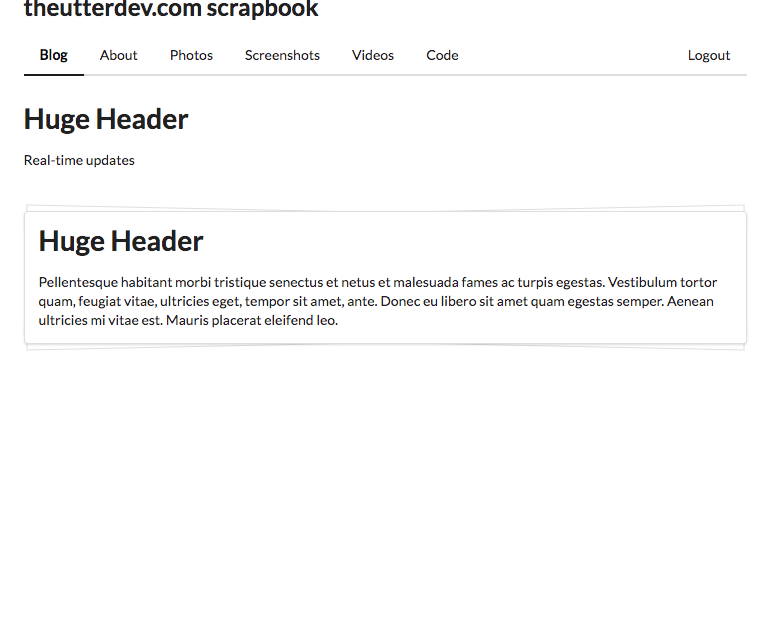 theutterdev.com scrapbook
Blog About Photos Screenshots Videos Code Logout
Huge Header
Real-time updates
Huge Header
Pellentesque habitant morbi tristique senectus et netus et malesuada fames ac turpis egestas. Vestibulum tortor
quam, feugiat vitae, ultricies eget, tempor sit amet, ante. Donec eu libero sit amet quam egestas semper. Aenean
ultricies mi vitae est. Mauris placerat eleifend leo.